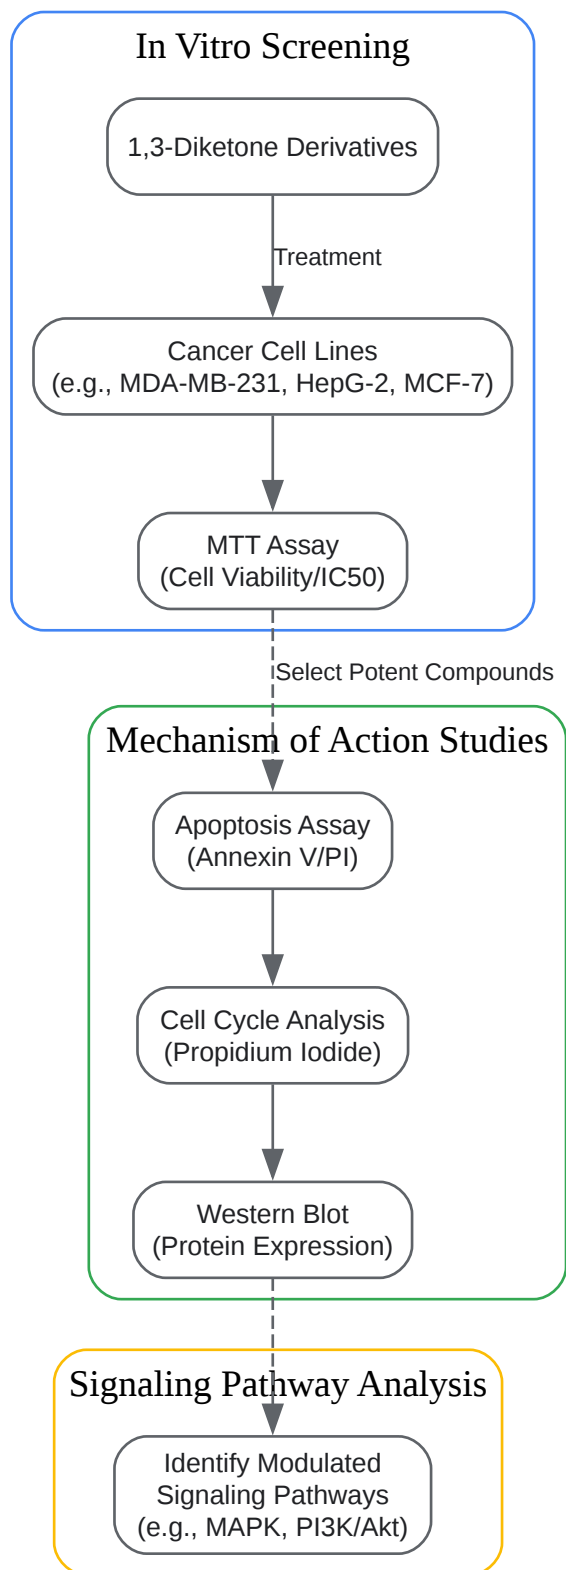 In Vitro Screening
1,3-Diketone Derivatives
Treatment
Cancer Cell Lines
(e.g., MDA-MB-231, HepG-2, MCF-7)
MTT Assay
(Cell Viability/IC50)
Select Potent Compounds
Mechanism of Action Studies
Apoptosis Assay
(Annexin V/PI)
Cell Cycle Analysis
(Propidium Iodide)
Western Blot
(Protein Expression)
Signaling Pathway Analysis
Identify Modulated
Signaling Pathways
(e.g., MAPK, PI3K/Akt)